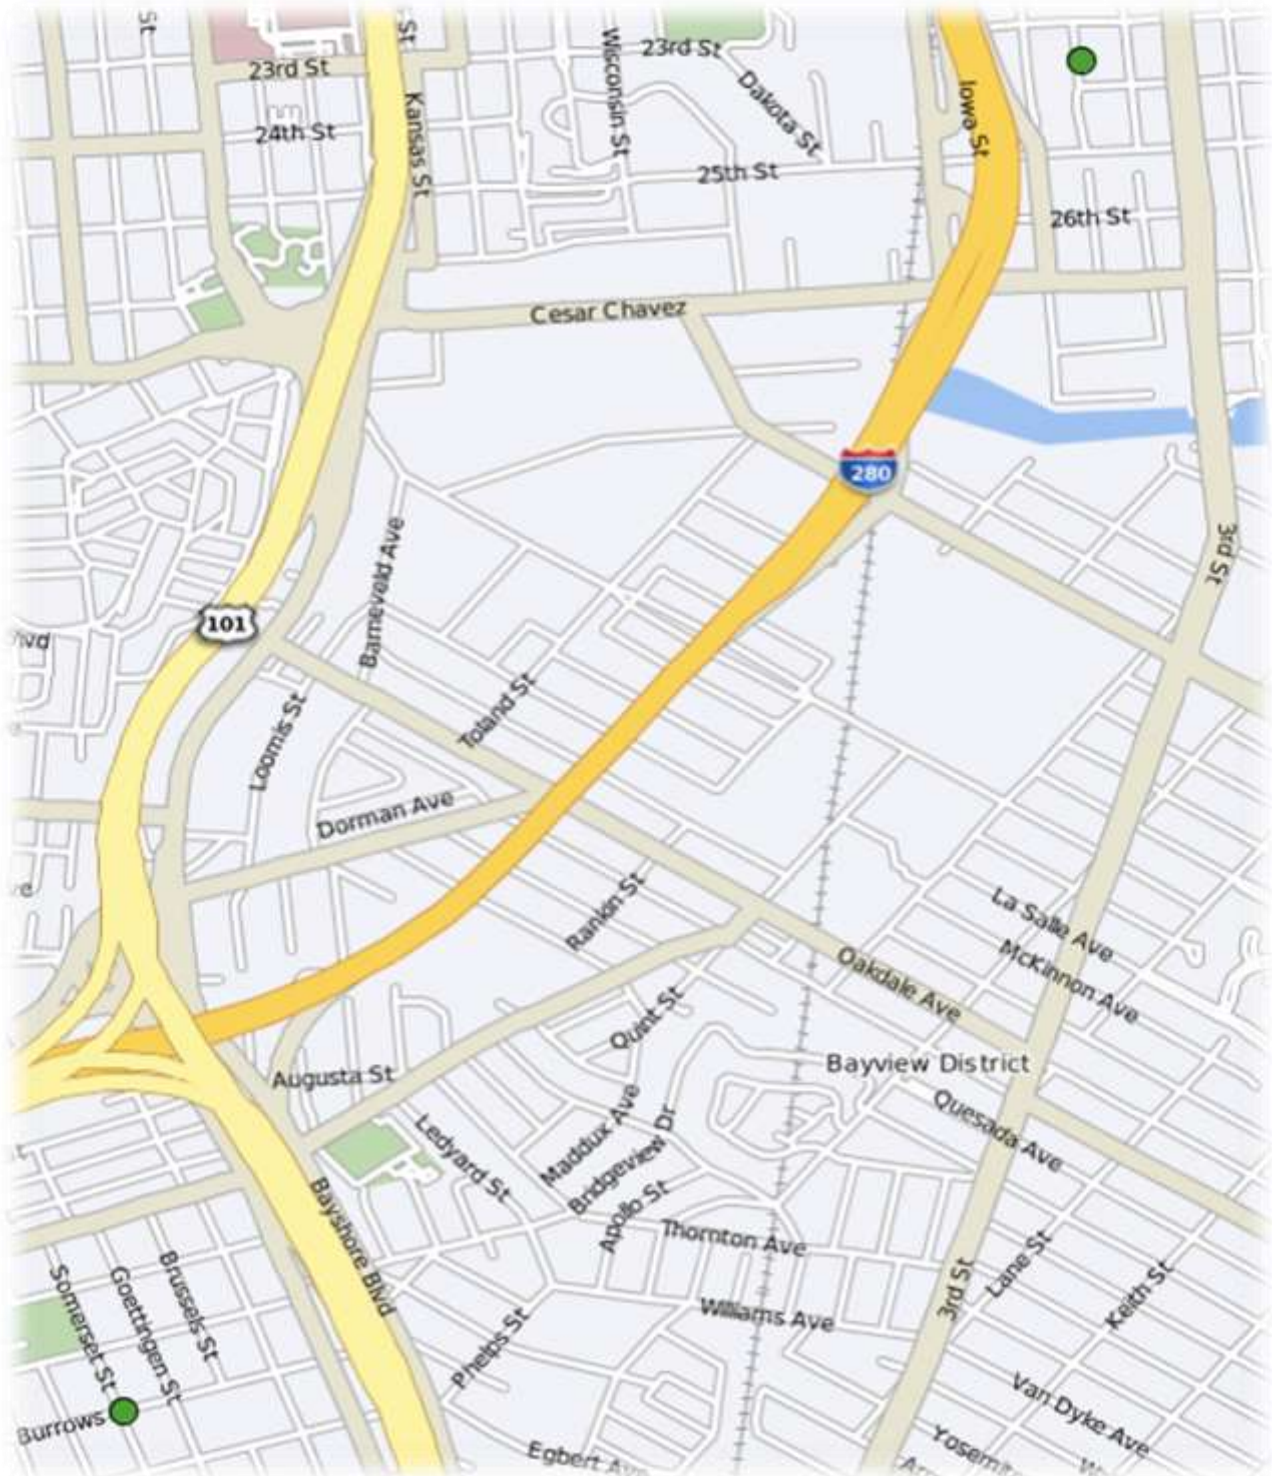 St
St
23rd St
23rd St
Wisconsin St
Dakota St
Iowa St
Kansas St
24th St
25th St
26th St
Cesar Chavez
280
3rd St
Barneveld Ave
101
lvd
Toland St
Loomis St
Dorman Ave
Rankin St
La Salle Ave
McKinnon Ave
Oakdale Ave
Quint St
Bayview District
Augusta St
Quesada Ave
Maddux Ave
Bridgeview Dr
Ledyard St
Apollo St
Thornton Ave
Bayshore Blvd
Lane St
Keith St
3rd St
Brussels St
Goettingen St
Somerset St
Williams Ave
Phelps St
Van Dyke Ave
Burrows
Egbert Av
Yosemit